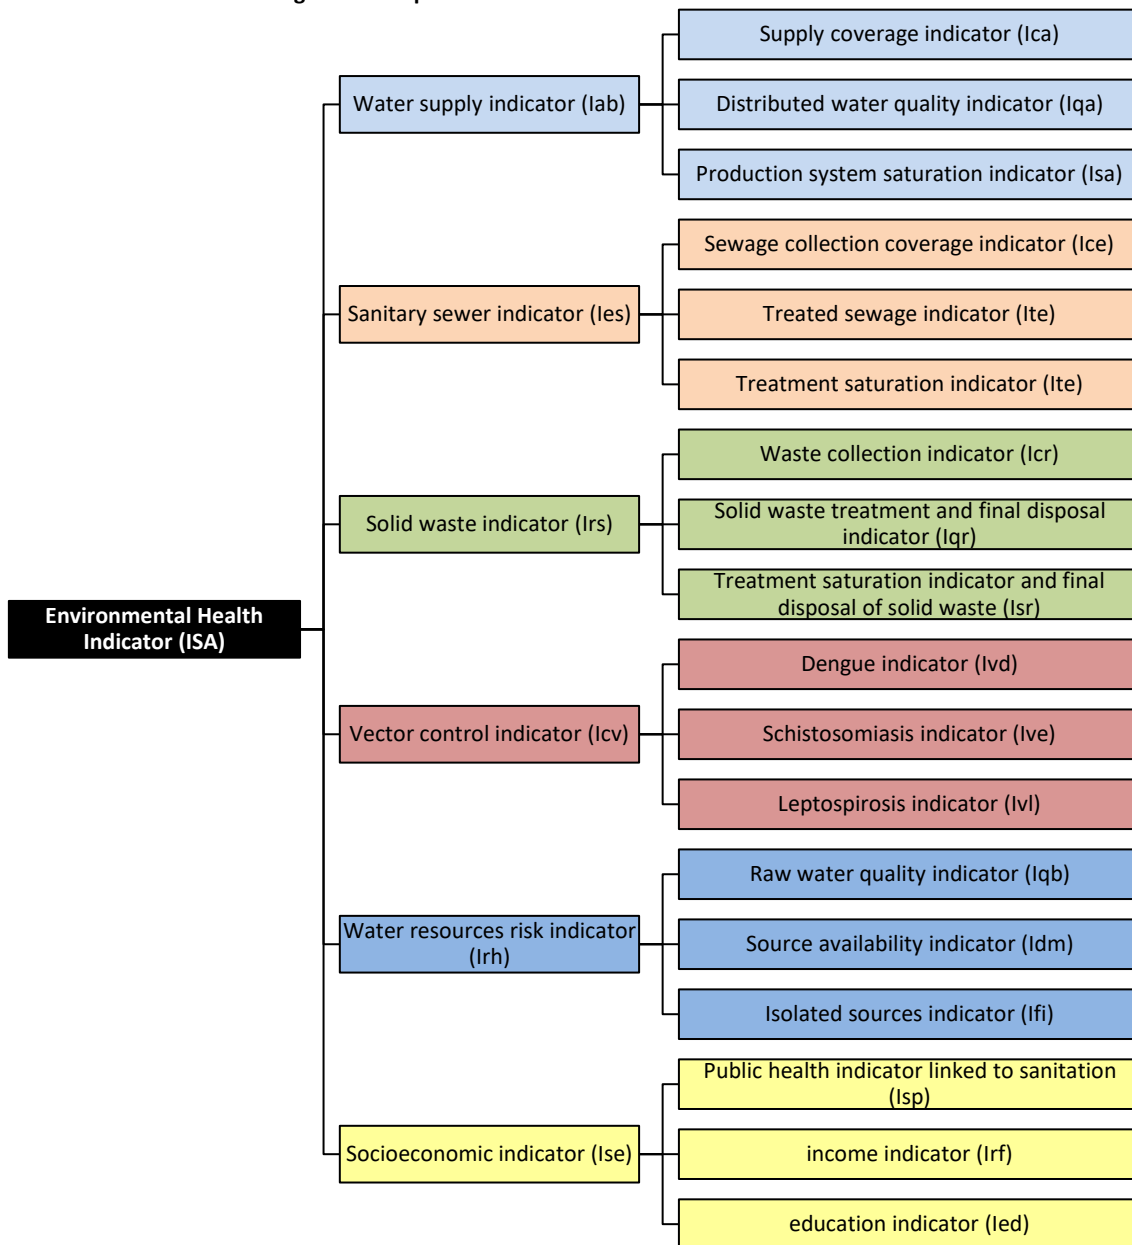 Supply coverage indicator (Ica)
Water supply indicator (Iab)
Distributed water quality indicator (Iqa)
Production system saturation indicator (Isa)
Sewage collection coverage indicator (Ice)
Sanitary sewer indicator (Ies)
Treated sewage indicator (Ite)
Treatment saturation indicator (Ite)
Waste collection indicator (Icr)
Solid waste indicator (Irs)
Solid waste treatment and final disposal
indicator (Iqr)
Treatment saturation indicator and final
disposal of solid waste (Isr)
Environmental Health
Indicator (ISA)
Dengue indicator (Ivd)
Vector control indicator (Icv)
Schistosomiasis indicator (Ive)
Leptospirosis indicator (Ivl)
Raw water quality indicator (Iqb)
Water resources risk indicator
(Irh)
Source availability indicator (Idm)
Isolated sources indicator (Ifi)
Public health indicator linked to sanitation
(Isp)
Socioeconomic indicator (Ise)
income indicator (Irf)
education indicator (Ied)